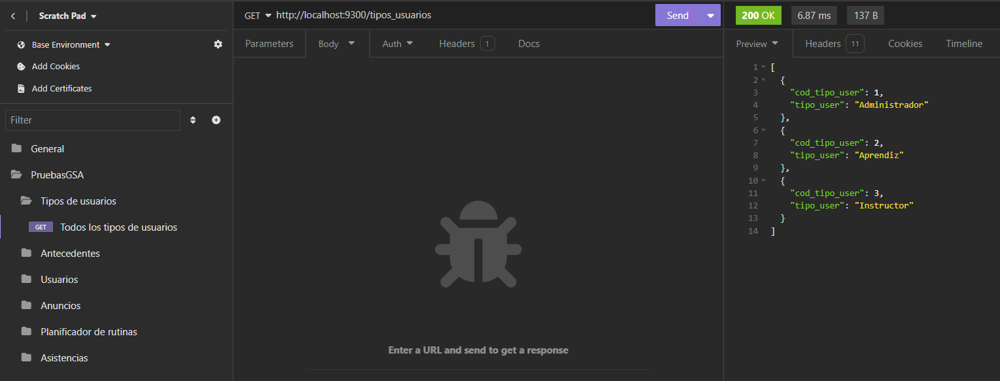 Scratch Pad
Base Environment
Add Cookies
Add Certificates
Filter
General
PruebasGSA
Tipos de usuarios
GET Todos los tipos de usuarios
Antecedentes
Usuarios
Anuncios
Planificador de rutinas
Asistencias
GET http://localhost:9300/tipos_usuarios Send
Parameters Body Auth Headers 1 Docs
Enter a URL and send to get a response
200 OK 6.87 ms 137 B
Preview Headers 11 Cookies Timeline
1 [
2 {
3 "cod_tipo_user": 1,
4 "tipo_user": "Administrador"
5 },
6 {
7 "cod_tipo_user": 2,
8 "tipo_user": "Aprendiz"
9 },
10 {
11 "cod_tipo_user": 3,
12 "tipo_user": "Instructor"
13 }
14 ]